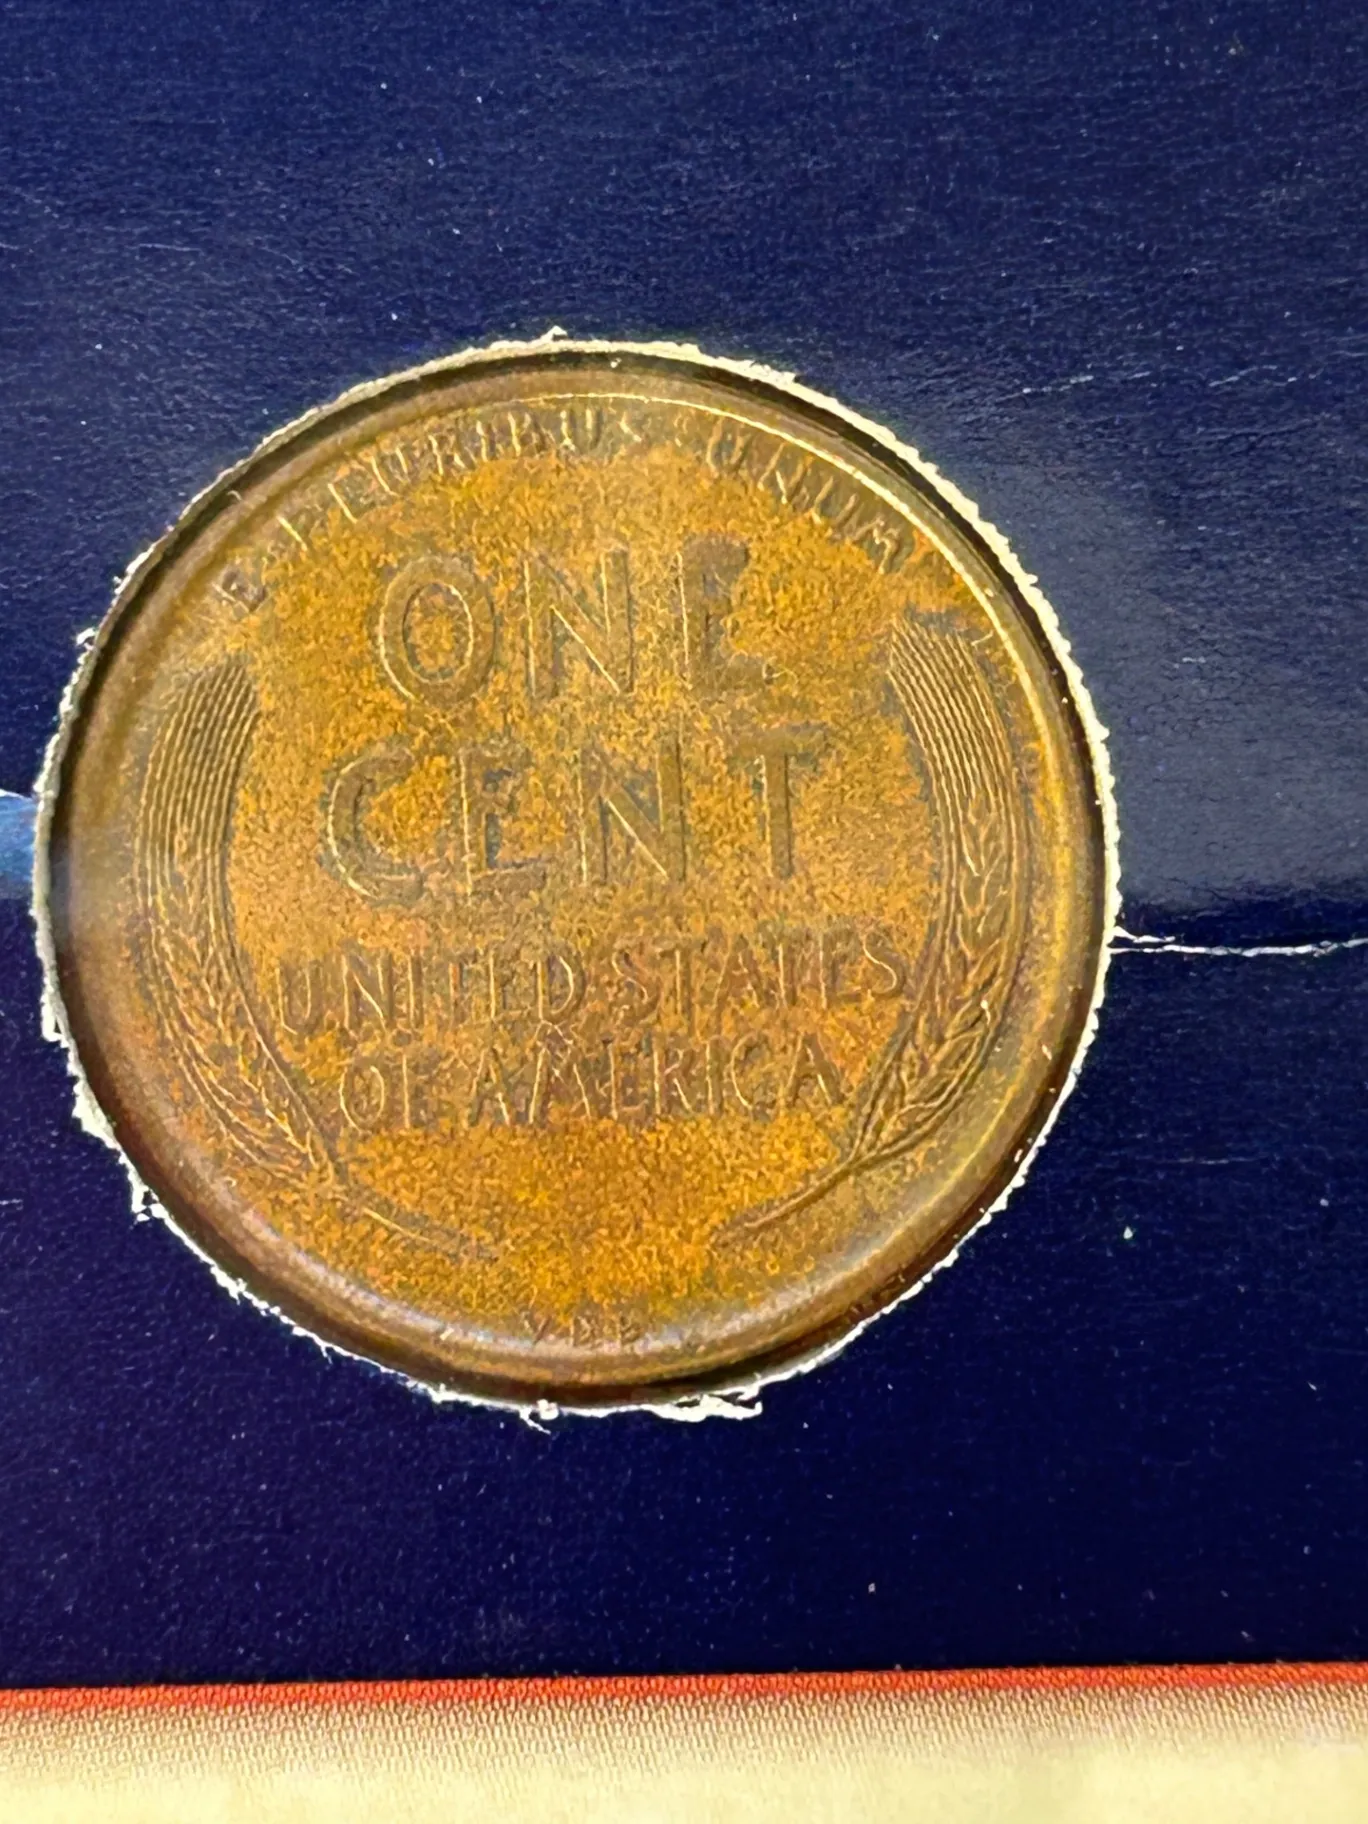 E·PLURIBUS·UNUM
ONE
CENT
UNITED·STATES
OF·AMERICA
V.D.B.